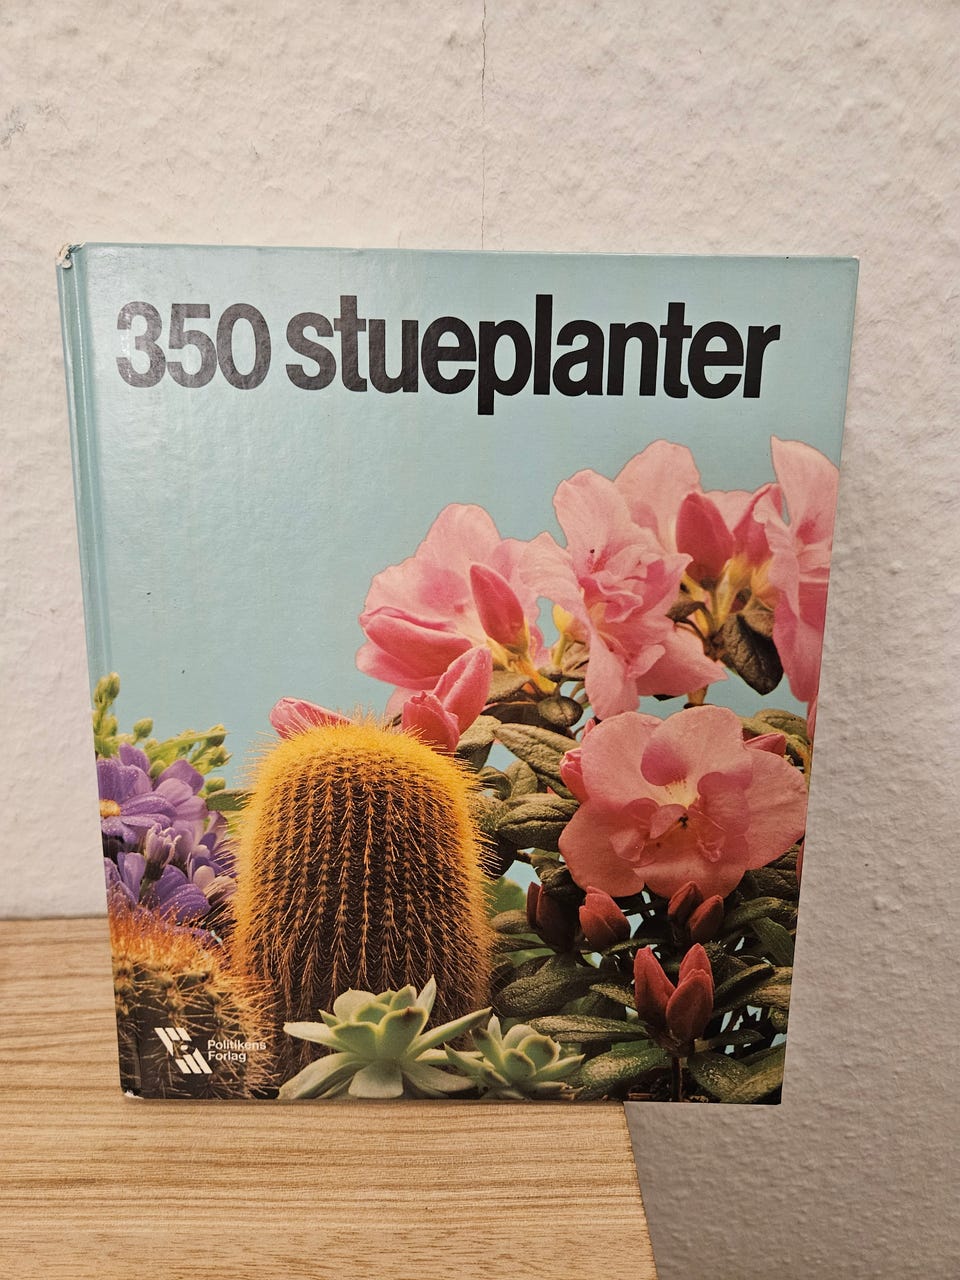 350 stueplanter
Politikens
Forlag